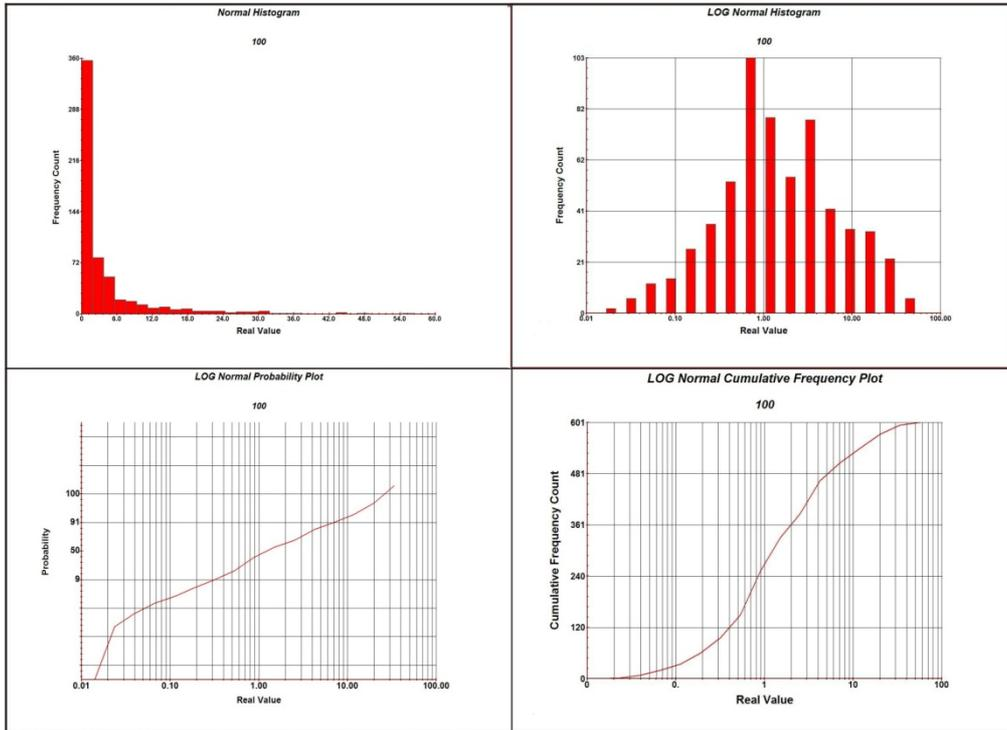 Normal Histogram
100
Frequency Count
360
288
216
144
72
0
0 6.0 12.0 18.0 24.0 30.0 36.0 42.0 48.0 54.0 60.0
Real Value
LOG Normal Histogram
100
Frequency Count
103
82
62
41
21
0
0.01 0.10 1.00 10.00 100.00
Real Value
LOG Normal Probability Plot
100
Probability
100
91
50
9
0.01 0.10 1.00 10.00 100.00
Real Value
LOG Normal Cumulative Frequency Plot
100
Cumulative Frequency Count
601
481
361
240
120
0
0 0. 1 10 100
Real Value